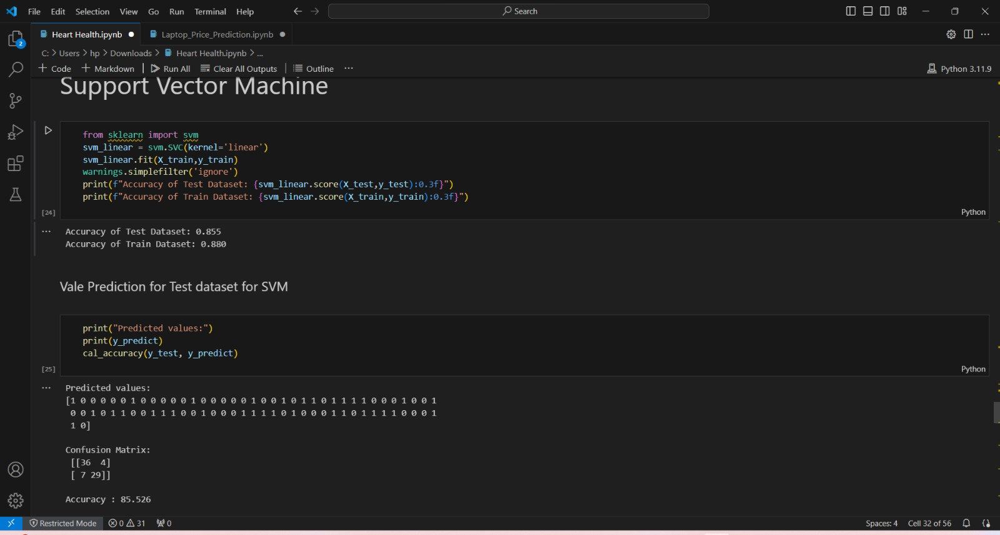 File Edit Selection View Go Run Terminal Help Search
Heart Health.ipynb Laptop_Price_Prediction.ipynb
2
C: > Users > hp > Downloads > Heart Health.ipynb > ...
+ Code + Markdown | Run All Clear All Outputs | Outline ... Python 3.11.9
Support Vector Machine
from sklearn import svm
svm_linear = svm.SVC(kernel='linear')
svm_linear.fit(X_train,y_train)
warnings.simplefilter('ignore')
print(f"Accuracy of Test Dataset: {svm_linear.score(X_test,y_test):0.3f}")
print(f"Accuracy of Train Dataset: {svm_linear.score(X_train,y_train):0.3f}")
[24] Python
... Accuracy of Test Dataset: 0.855
Accuracy of Train Dataset: 0.880
Vale Prediction for Test dataset for SVM
print("Predicted values:")
print(y_predict)
cal_accuracy(y_test, y_predict)
[25] Python
... Predicted values:
[1 0 0 0 0 0 1 0 0 0 0 0 1 0 0 0 0 0 1 0 0 1 0 1 1 0 1 1 1 1 0 0 0 1 0 0 1
0 0 1 0 1 1 0 0 1 1 1 0 0 1 0 0 0 1 1 1 1 0 1 0 0 0 1 1 0 1 1 1 1 0 0 0 1
1 0]
Confusion Matrix:
[[36 4]
[ 7 29]]
Accuracy : 85.526
Restricted Mode 0 31 0 Spaces: 4 Cell 32 of 56